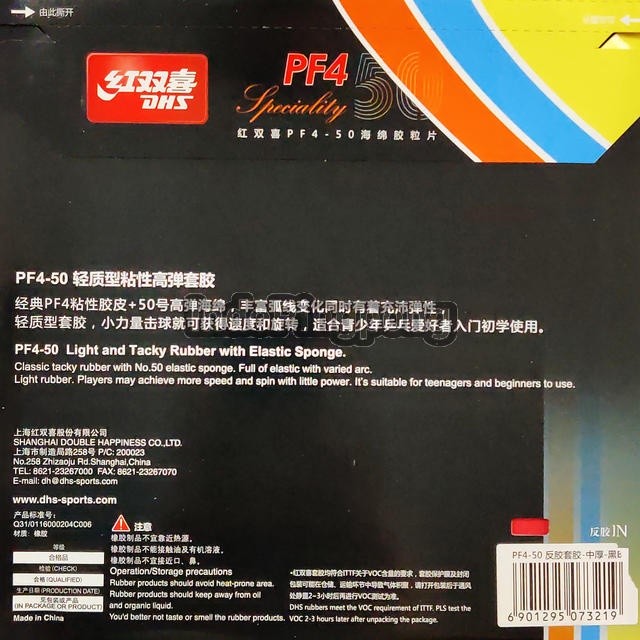 由此撕开
此撕开
红双喜
DHS
PF4
50
Speciality
红双喜PF4-50海绵胶粒片
PF4-50 轻质型粘性高弹套胶
经典PF4粘性胶皮+50号高弹海绵，丰富弧线变化同时有着充沛弹性
轻质型套胶，小力量击球就可获得速度和旋转，适合青少年乒乓爱好者入门初学使用。
PF4-50 Light and Tacky Rubber with Elastic Sponge.
Classic tacky rubber with No.50 elastic sponge. Full of elastic with varied arc.
Light rubber. Players may achieve more speed and spin with little power. It's suitable for teenagers and beginners to use.
上海红双喜股份有限公司
SHANGHAI DOUBLE HAPPINESS CO.,LTD.
上海市制造局路258号 P/C: 200023
No.258 Zhizaoju Rd.Shanghai,China
TEL: 8621-23267000 FAX: 8621-23267070
E-mail: dh@dhs-sports.com
www.dhs-sports.com
产品标准号:
Q31/0116000204C006
材质: 橡胶
等级
合格品
检验(CHECK)
合格(QUALIFIED)
生产日期(PRODUCTION DATE)
见包装或产品
(IN PACKAGE OR PRODUCT)
Made in China
注意
橡胶制品不宜靠近热源。
橡胶制品不能接触油及有机溶液。
橡胶制品不宜接近口、鼻。
Operation/Storage precautions
Rubber products should avoid heat-prone area.
Rubber products should keep away from oil
and organic liquid.
You'd better not taste or smell the rubber products.
•红双喜套胶均符合ITTF关于VOC含量的要求，套胶保护膜及封闭
包装可能在仓储、运输环节中导致气体积聚，因此请打开包装后于通风
处静置2-3小时后再进行VOC测试为准。
DHS rubbers meet the VOC requirement of ITTF. PLS test the
VOC 2-3 hours later after unpacking the package.
反胶IN
PF4-50 反胶套胶-中厚-黑B
6 901295 073219